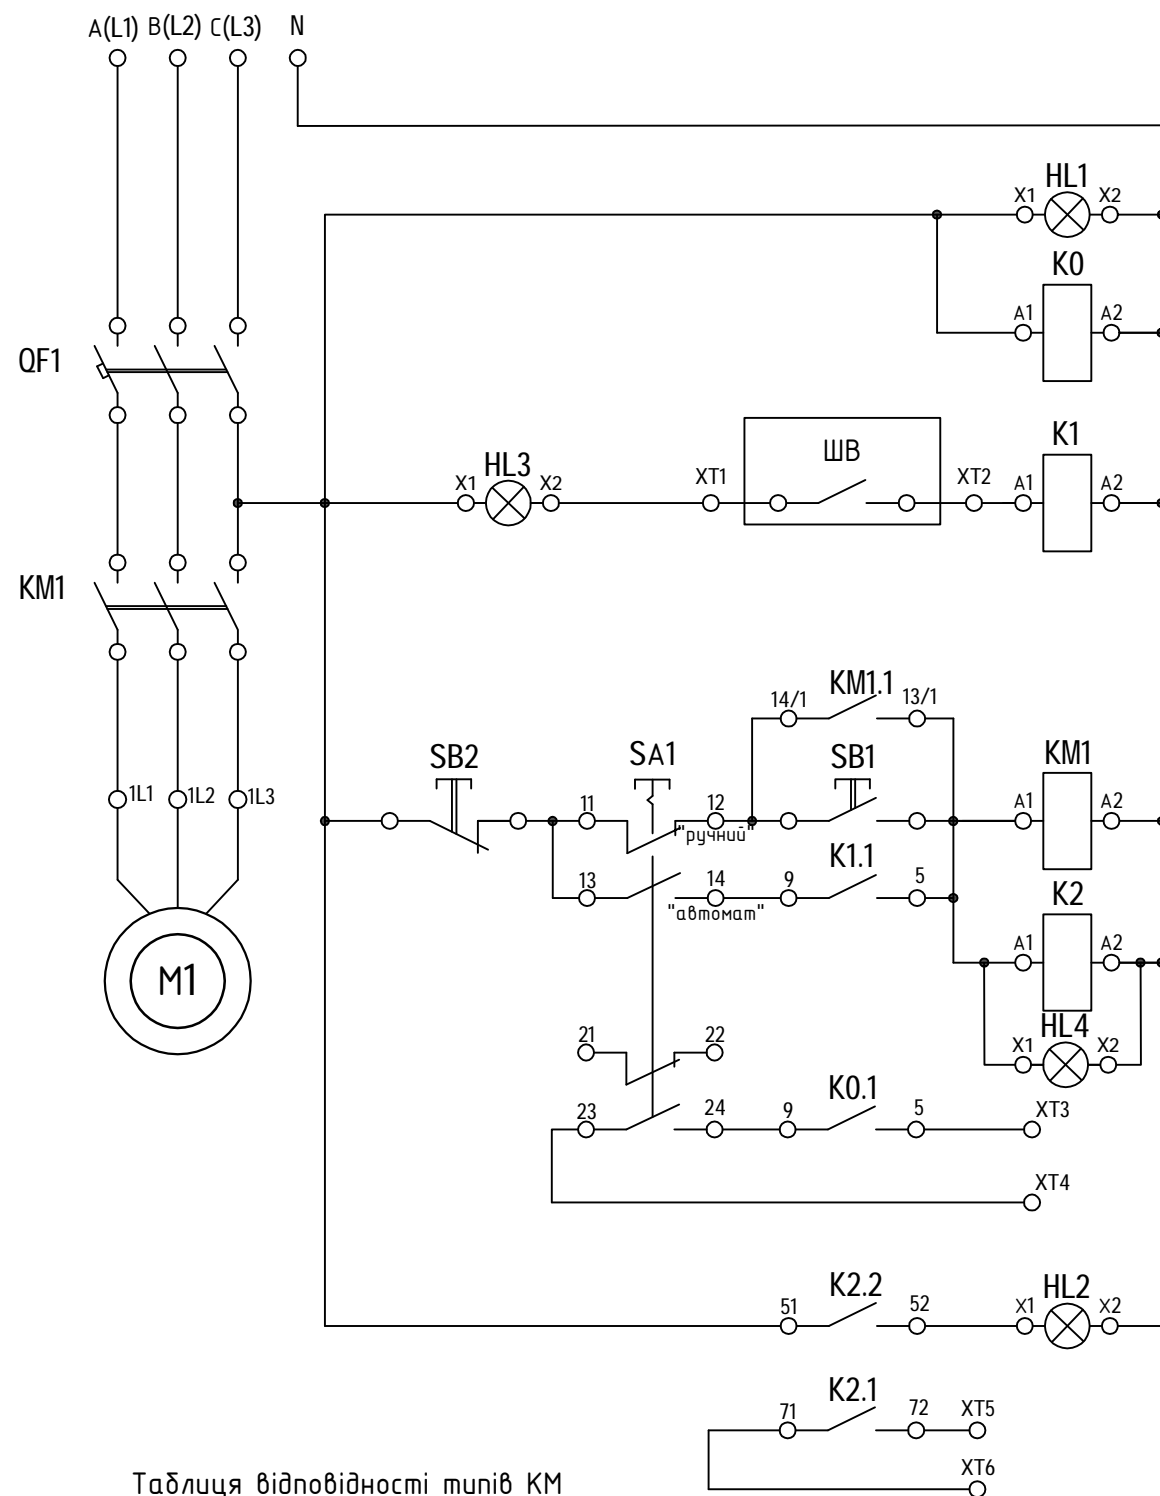 A(L1) B(L2) C(L3) N
HL1
X1 X2
K0
A1 A2
QF1
K1
ШВ
HL3
X1 X2 XT1 XT2 A1 A2
KM1
KM1.1
14/1 13/1
SB2 SA1 SB1 KM1
1L1 1L2 1L3
11 12 A1 A2
"ручний"
K1.1
13 14 9 5
"автомат"
K2
A1 A2
M1
HL4
21 22 X1 X2
K0.1
23 24 9 5 XT3
XT4
K2.2 HL2
51 52 X1 X2
K2.1
71 72 XT5
XT6
Таблиця відповідності типів КМ